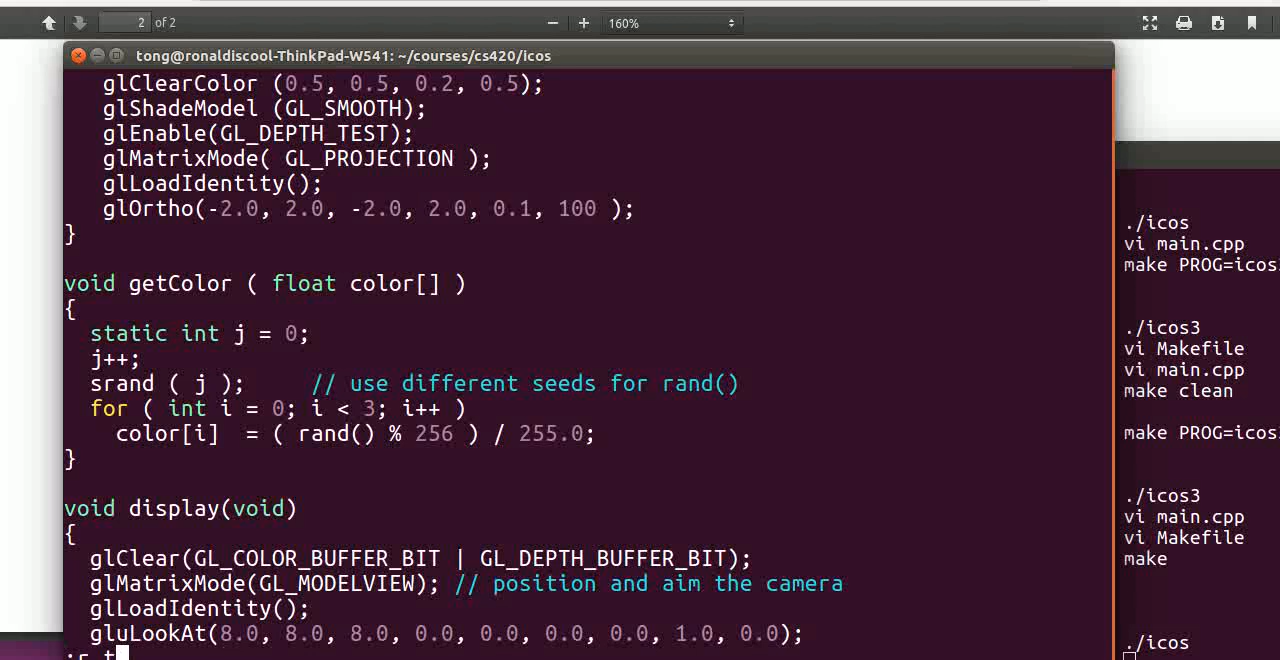 2 of 2
160%
tong@ronaldiscool-ThinkPad-W541: ~/courses/cs420/icos
glClearColor (0.5, 0.5, 0.2, 0.5);
glShadeModel (GL_SMOOTH);
glEnable(GL_DEPTH_TEST);
glMatrixMode( GL_PROJECTION );
glLoadIdentity();
glOrtho(-2.0, 2.0, -2.0, 2.0, 0.1, 100 );
}
void getColor ( float color[] )
{
static int j = 0;
j++;
srand ( j ); // use different seeds for rand()
for ( int i = 0; i < 3; i++ )
color[i] = ( rand() % 256 ) / 255.0;
}
void display(void)
{
glClear(GL_COLOR_BUFFER_BIT | GL_DEPTH_BUFFER_BIT);
glMatrixMode(GL_MODELVIEW); // position and aim the camera
glLoadIdentity();
gluLookAt(8.0, 8.0, 8.0, 0.0, 0.0, 0.0, 0.0, 1.0, 0.0);
:r t
./icos
vi main.cpp
make PROG=icos3
./icos3
vi Makefile
vi main.cpp
make clean
make PROG=icos3
./icos3
vi main.cpp
vi Makefile
make
./icos